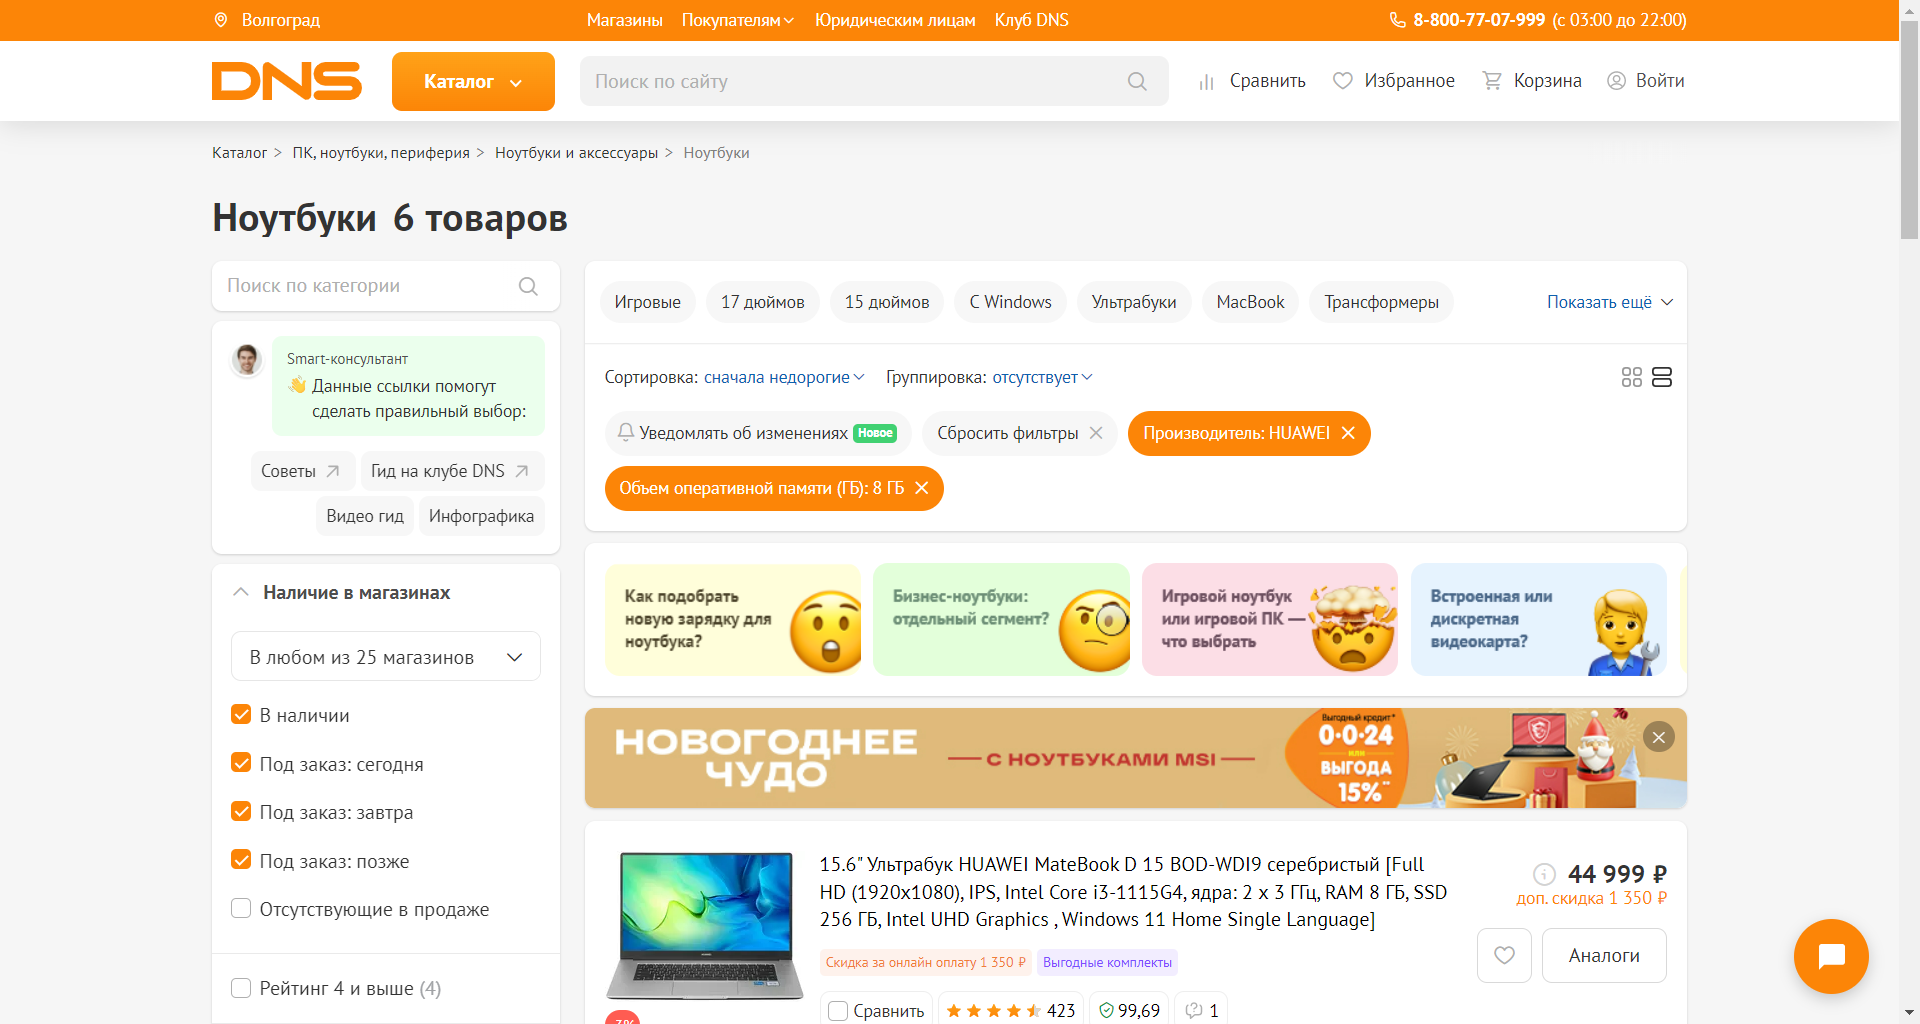 Волгоград
Магазины Покупателям Юридическим лицам Клуб DNS
8-800-77-07-999 (с 03:00 до 22:00)
DNS
Каталог
Поиск по сайту
Сравнить
Избранное
Корзина
Войти
Каталог > ПК, ноутбуки, периферия > Ноутбуки и аксессуары > Ноутбуки
Ноутбуки 6 товаров
Поиск по категории
Smart-консультант
Данные ссылки помогут
сделать правильный выбор:
Советы
Гид на клубе DNS
Видео гид
Инфографика
Наличие в магазинах
В любом из 25 магазинов
В наличии
Под заказ: сегодня
Под заказ: завтра
Под заказ: позже
Отсутствующие в продаже
Рейтинг 4 и выше (4)
Игровые
17 дюймов
15 дюймов
С Windows
Ультрабуки
MacBook
Трансформеры
Показать ещё
Сортировка: сначала недорогие
Группировка: отсутствует
Уведомлять об изменениях Новое
Сбросить фильтры
Производитель: HUAWEI
Объем оперативной памяти (ГБ): 8 ГБ
Как подобрать
новую зарядку для
ноутбука?
Бизнес-ноутбуки:
отдельный сегмент?
Игровой ноутбук
или игровой ПК —
что выбрать
Встроенная или
дискретная
видеокарта?
НОВОГОДНЕЕ
ЧУДО
С НОУТБУКАМИ MSI
Выгодный кредит*
0-0-24
или
ВЫГОДА
15%**
15.6" Ультрабук HUAWEI MateBook D 15 BOD-WDI9 серебристый [Full
HD (1920x1080), IPS, Intel Core i3-1115G4, ядра: 2 х 3 ГГц, RAM 8 ГБ, SSD
256 ГБ, Intel UHD Graphics , Windows 11 Home Single Language]
Скидка за онлайн оплату 1 350 ₽
Выгодные комплекты
Сравнить
423
99,69
1
44 999 ₽
доп. скидка 1 350 ₽
Аналоги